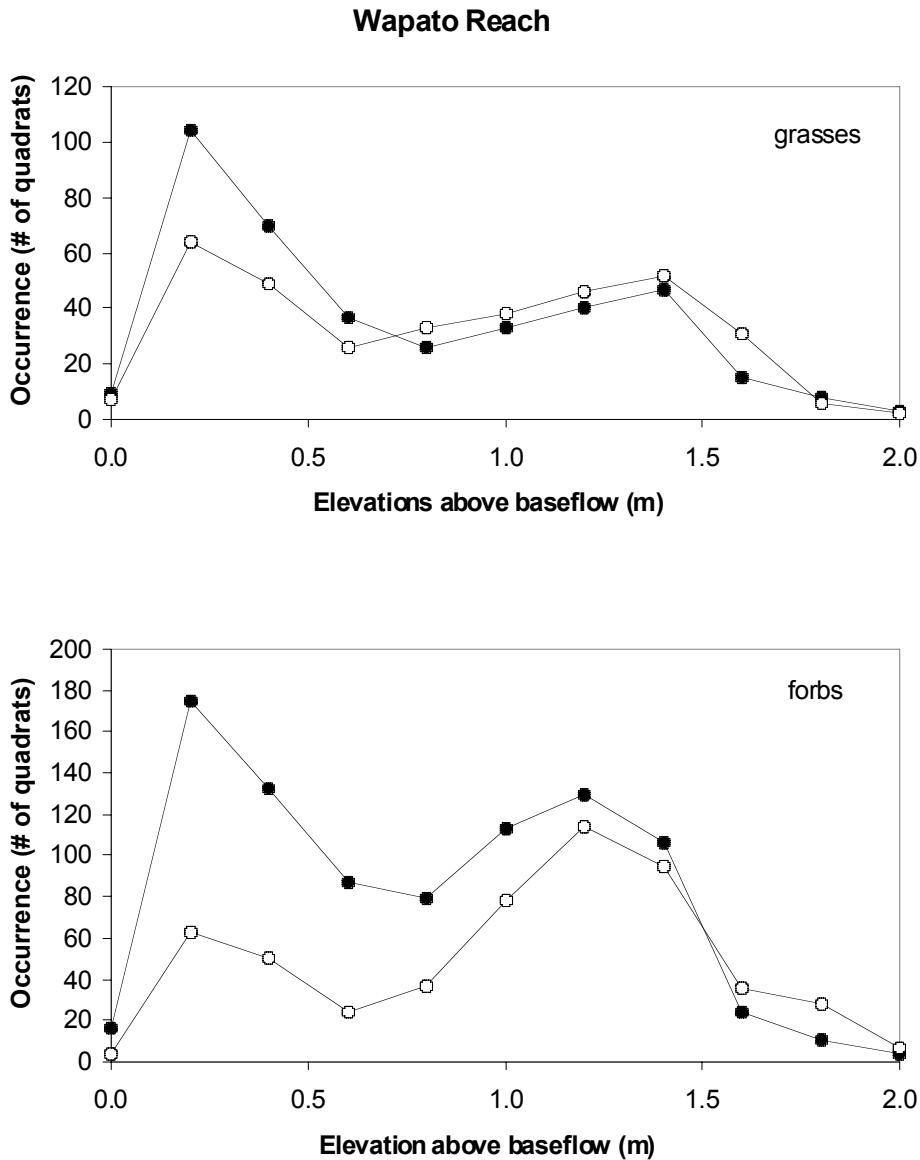 Wapato Reach
120
100
80
60
40
20
0
Occurrence (# of quadrats)
grasses
0.0 0.5 1.0 1.5 2.0
Elevations above baseflow (m)
200
180
160
140
120
100
80
60
40
20
0
Occurrence (# of quadrats)
forbs
0.0 0.5 1.0 1.5 2.0
Elevation above baseflow (m)